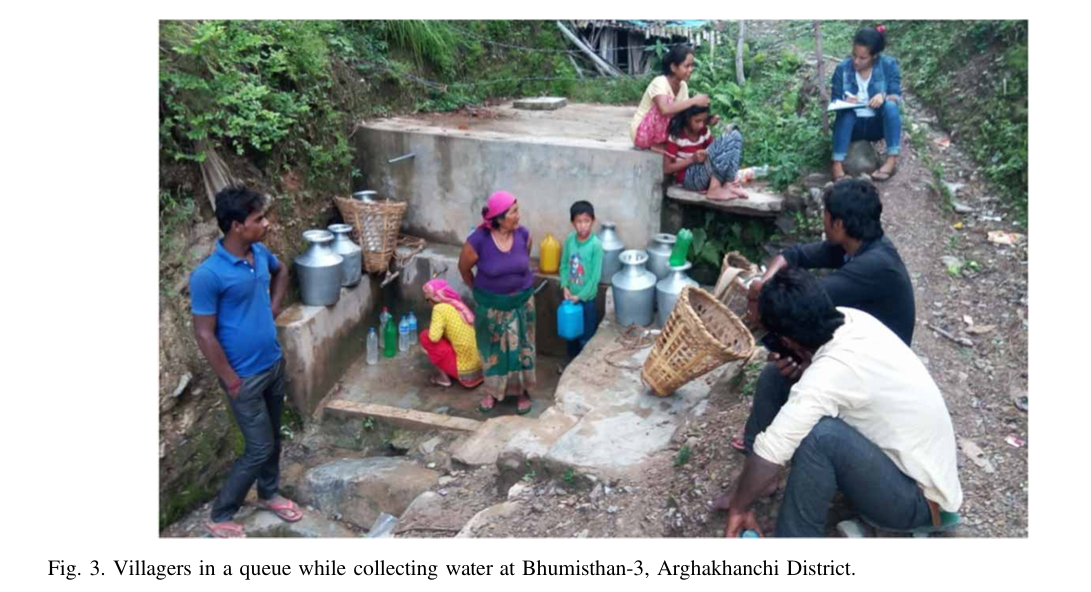 Fig. 3. Villagers in a queue while collecting water at Bhumisthan-3, Arghakhanchi District.